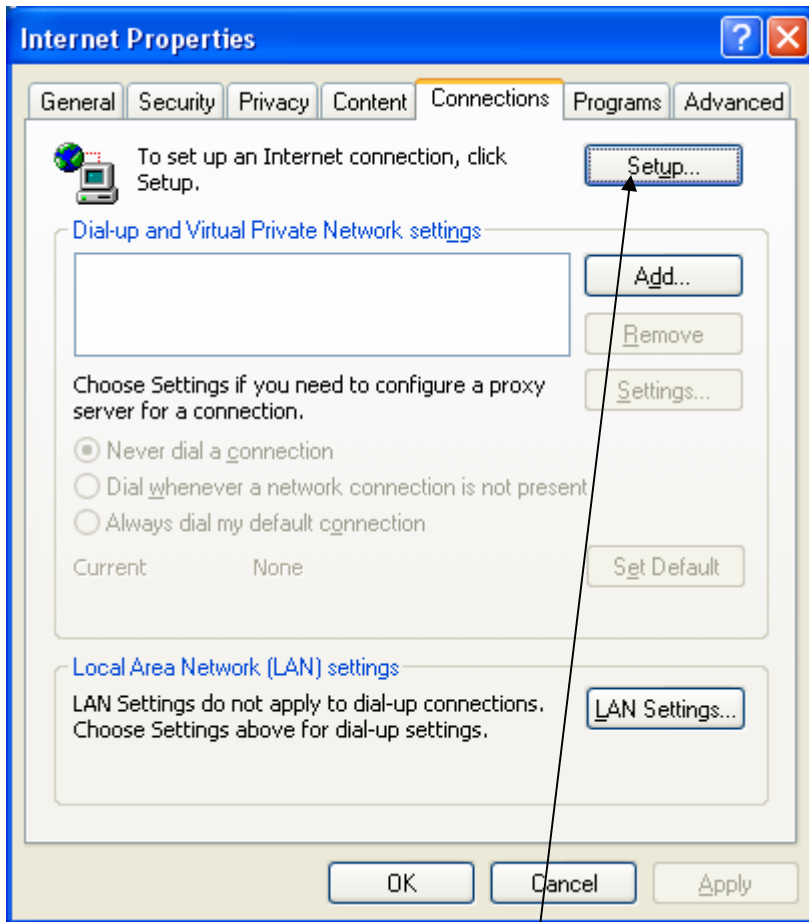 Internet Properties
?
General Security Privacy Content Connections Programs Advanced
To set up an Internet connection, click
Setup.
Setup...
Dial-up and Virtual Private Network settings
Add...
Remove
Choose Settings if you need to configure a proxy
server for a connection.
Settings...
Never dial a connection
Dial whenever a network connection is not present
Always dial my default connection
Current None
Set Default
Local Area Network (LAN) settings
LAN Settings do not apply to dial-up connections.
Choose Settings above for dial-up settings.
LAN Settings...
OK Cancel Apply